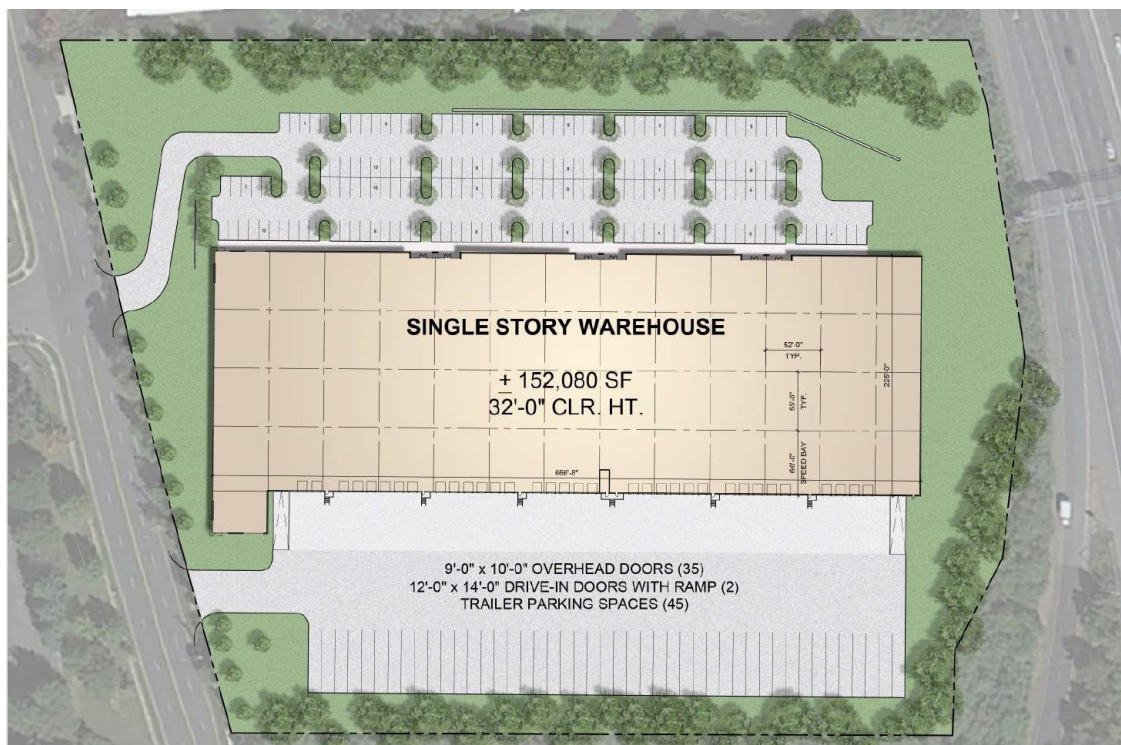 SINGLE STORY WAREHOUSE
± 152,080 SF
32'-0" CLR. HT.
52'-0"
TYP.
225'-0"
55'-0"
TYP.
64'-0"
SPEED BAY
666'-8"
9'-0" x 10'-0" OVERHEAD DOORS (35)
12'-0" x 14'-0" DRIVE-IN DOORS WITH RAMP (2)
TRAILER PARKING SPACES (45)